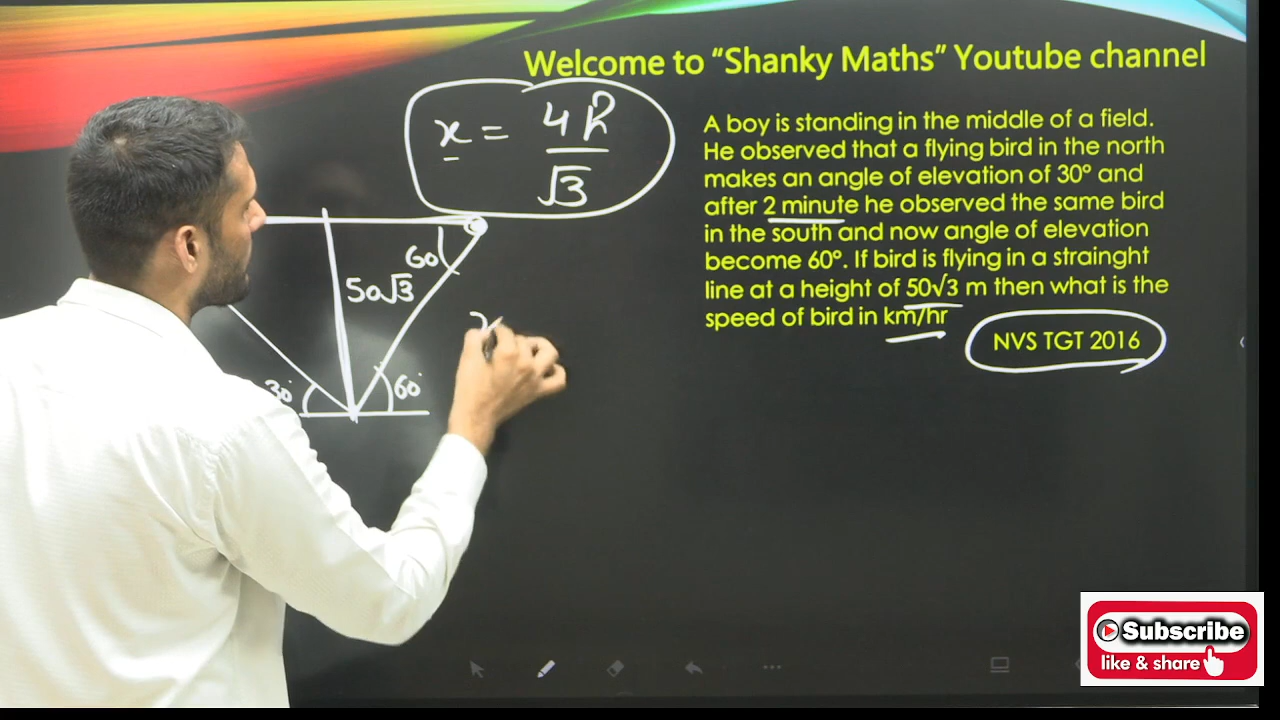 Welcome to “Shanky Maths” Youtube channel
x = 4h
√3
A boy is standing in the middle of a field.
He observed that a flying bird in the north
makes an angle of elevation of 30º and
after 2 minute he observed the same bird
in the south and now angle of elevation
become 60º. If bird is flying in a strainght
line at a height of 50√3 m then what is the
speed of bird in km/hr
NVS TGT 2016
60
50√3
30°
60°
x
Subscribe
like & share